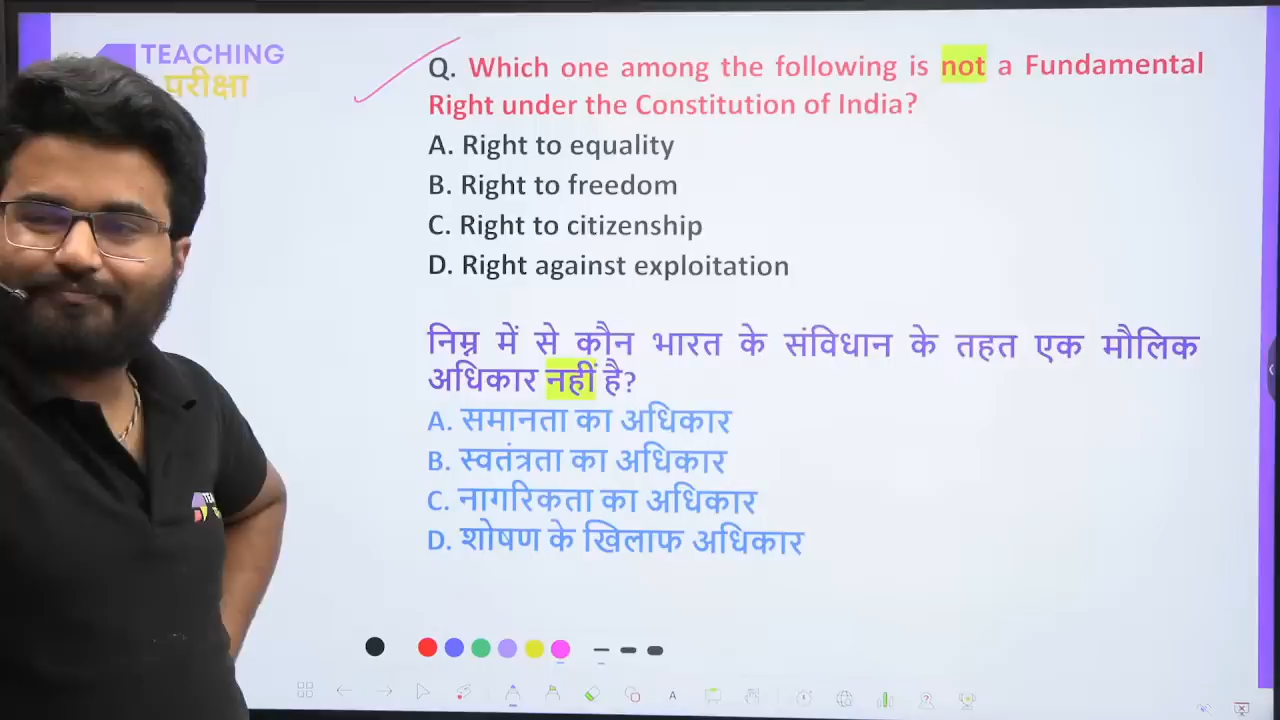 TEACHING
परीक्षा
Q. Which one among the following is not a Fundamental
Right under the Constitution of India?
A. Right to equality
B. Right to freedom
C. Right to citizenship
D. Right against exploitation
निम्न में से कौन भारत के संविधान के तहत एक मौलिक
अधिकार नहीं है?
A. समानता का अधिकार
B. स्वतंत्रता का अधिकार
C. नागरिकता का अधिकार
D. शोषण के खिलाफ अधिकार
A